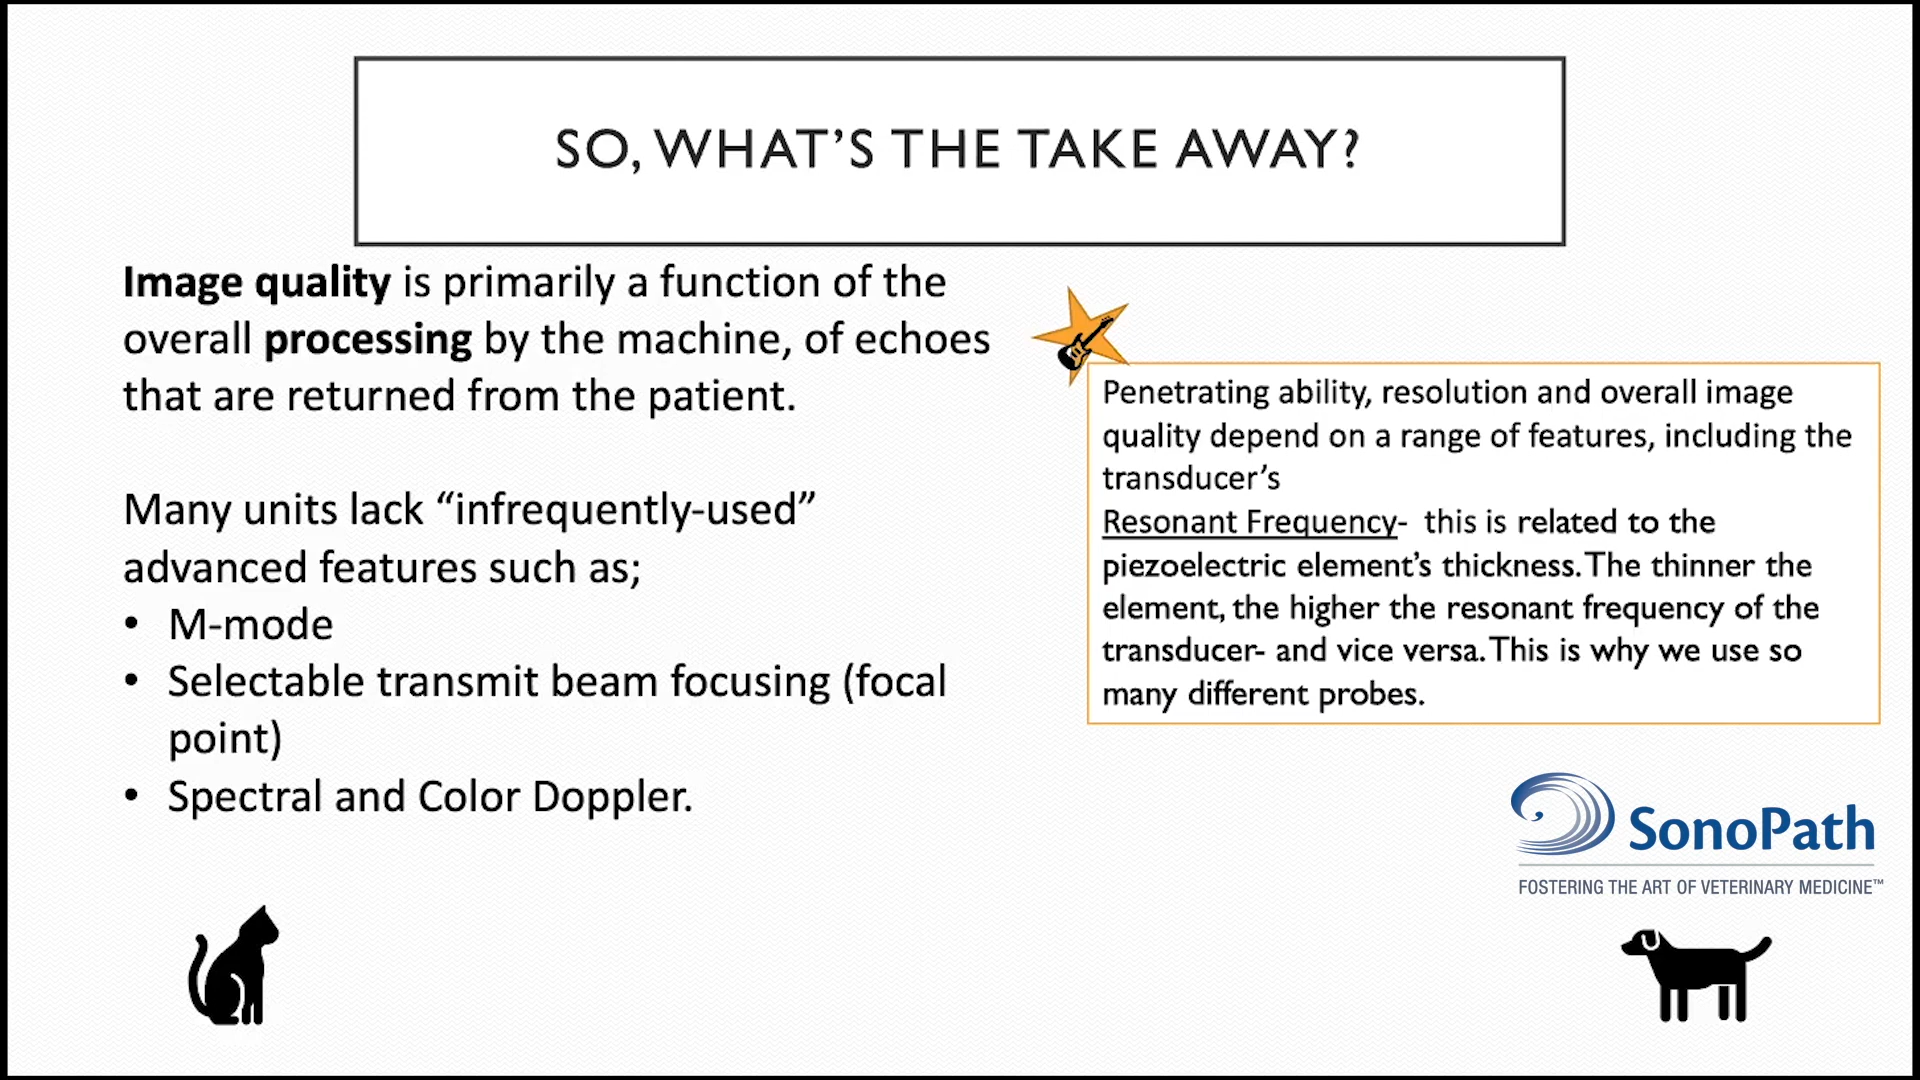 SO, WHAT’S THE TAKE AWAY?
Image quality is primarily a function of the
overall processing by the machine, of echoes
that are returned from the patient.
Many units lack “infrequently-used”
advanced features such as;
• M-mode
• Selectable transmit beam focusing (focal
point)
• Spectral and Color Doppler.
Penetrating ability, resolution and overall image
quality depend on a range of features, including the
transducer’s
Resonant Frequency- this is related to the
piezoelectric element’s thickness. The thinner the
element, the higher the resonant frequency of the
transducer- and vice versa. This is why we use so
many different probes.
SonoPath
FOSTERING THE ART OF VETERINARY MEDICINE™